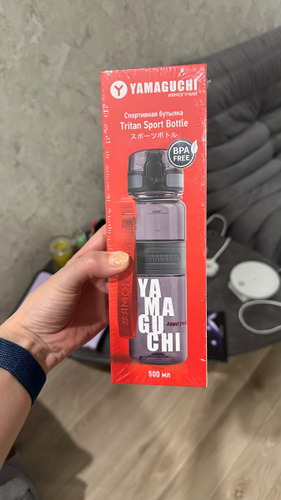 YAMAGUCHI
Спортивная бутылка
Tritan Sport Bottle
スポーツボトル
BPA
FREE
YAMAGUCHI
YA
MA
GU
CHI
500 мл